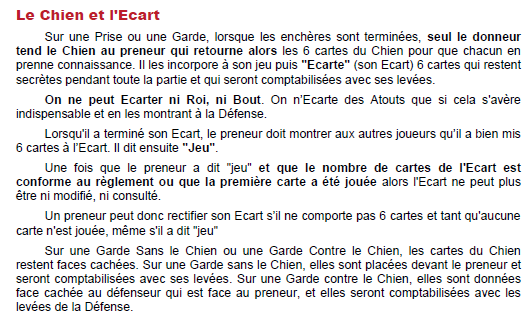 Le Chien et l'Ecart
Sur une Prise ou une Garde, lorsque les enchères sont terminées, seul le donneur
tend le Chien au preneur qui retourne alors les 6 cartes du Chien pour que chacun en
prenne connaissance. Il les incorpore à son jeu puis "Ecarte" (son Ecart) 6 cartes qui restent
secrètes pendant toute la partie et qui seront comptabilisées avec ses levées.
On ne peut Ecarter ni Roi, ni Bout. On n'Ecarte des Atouts que si cela s'avère
indispensable et en les montrant à la Défense.
Lorsqu'il a terminé son Ecart, le preneur doit montrer aux autres joueurs qu'il a bien mis
6 cartes à l'Ecart. Il dit ensuite "Jeu".
Une fois que le preneur a dit "jeu" et que le nombre de cartes de l'Ecart est
conforme au règlement ou que la première carte a été jouée alors l'Ecart ne peut plus
être ni modifié, ni consulté.
Un preneur peut donc rectifier son Ecart s'il ne comporte pas 6 cartes et tant qu'aucune
carte n'est jouée, même s'il a dit "jeu"
Sur une Garde Sans le Chien ou une Garde Contre le Chien, les cartes du Chien
restent faces cachées. Sur une Garde sans le Chien, elles sont placées devant le preneur et
seront comptabilisées avec ses levées. Sur une Garde contre le Chien, elles sont données
face cachée au défenseur qui est face au preneur, et elles seront comptabilisées avec les
levées de la Défense.